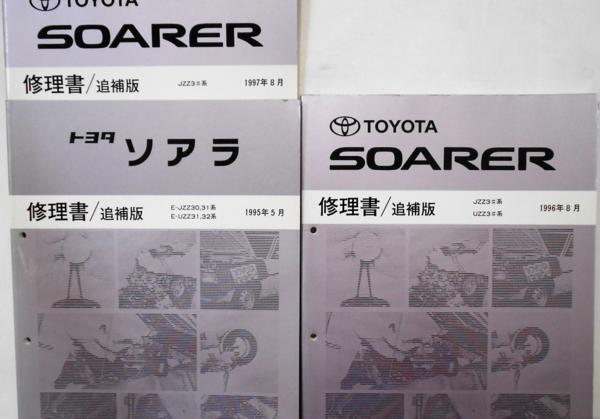 TOYOTA
SOARER
修理書/追補版 JZZ3#系 1997年8月
トヨタ ソアラ
修理書/追補版 E-JZZ30,31系 E-UZZ31,32系 1995年5月
TOYOTA
SOARER
修理書/追補版 JZZ3#系 UZZ3#系 1996年8月